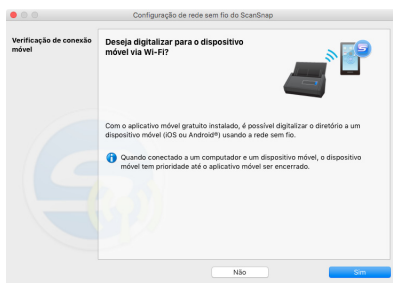 Configuração de rede sem fio do ScanSnap
Verificação de conexão
móvel
Deseja digitalizar para o dispositivo
móvel via Wi-Fi?
Com o aplicativo móvel gratuito instalado, é possível digitalizar o diretório a um
dispositivo móvel (iOS ou Android®) usando a rede sem fio.
Quando conectado a um computador e um dispositivo móvel, o dispositivo
móvel tem prioridade até o aplicativo móvel ser encerrado.
Não
Sim